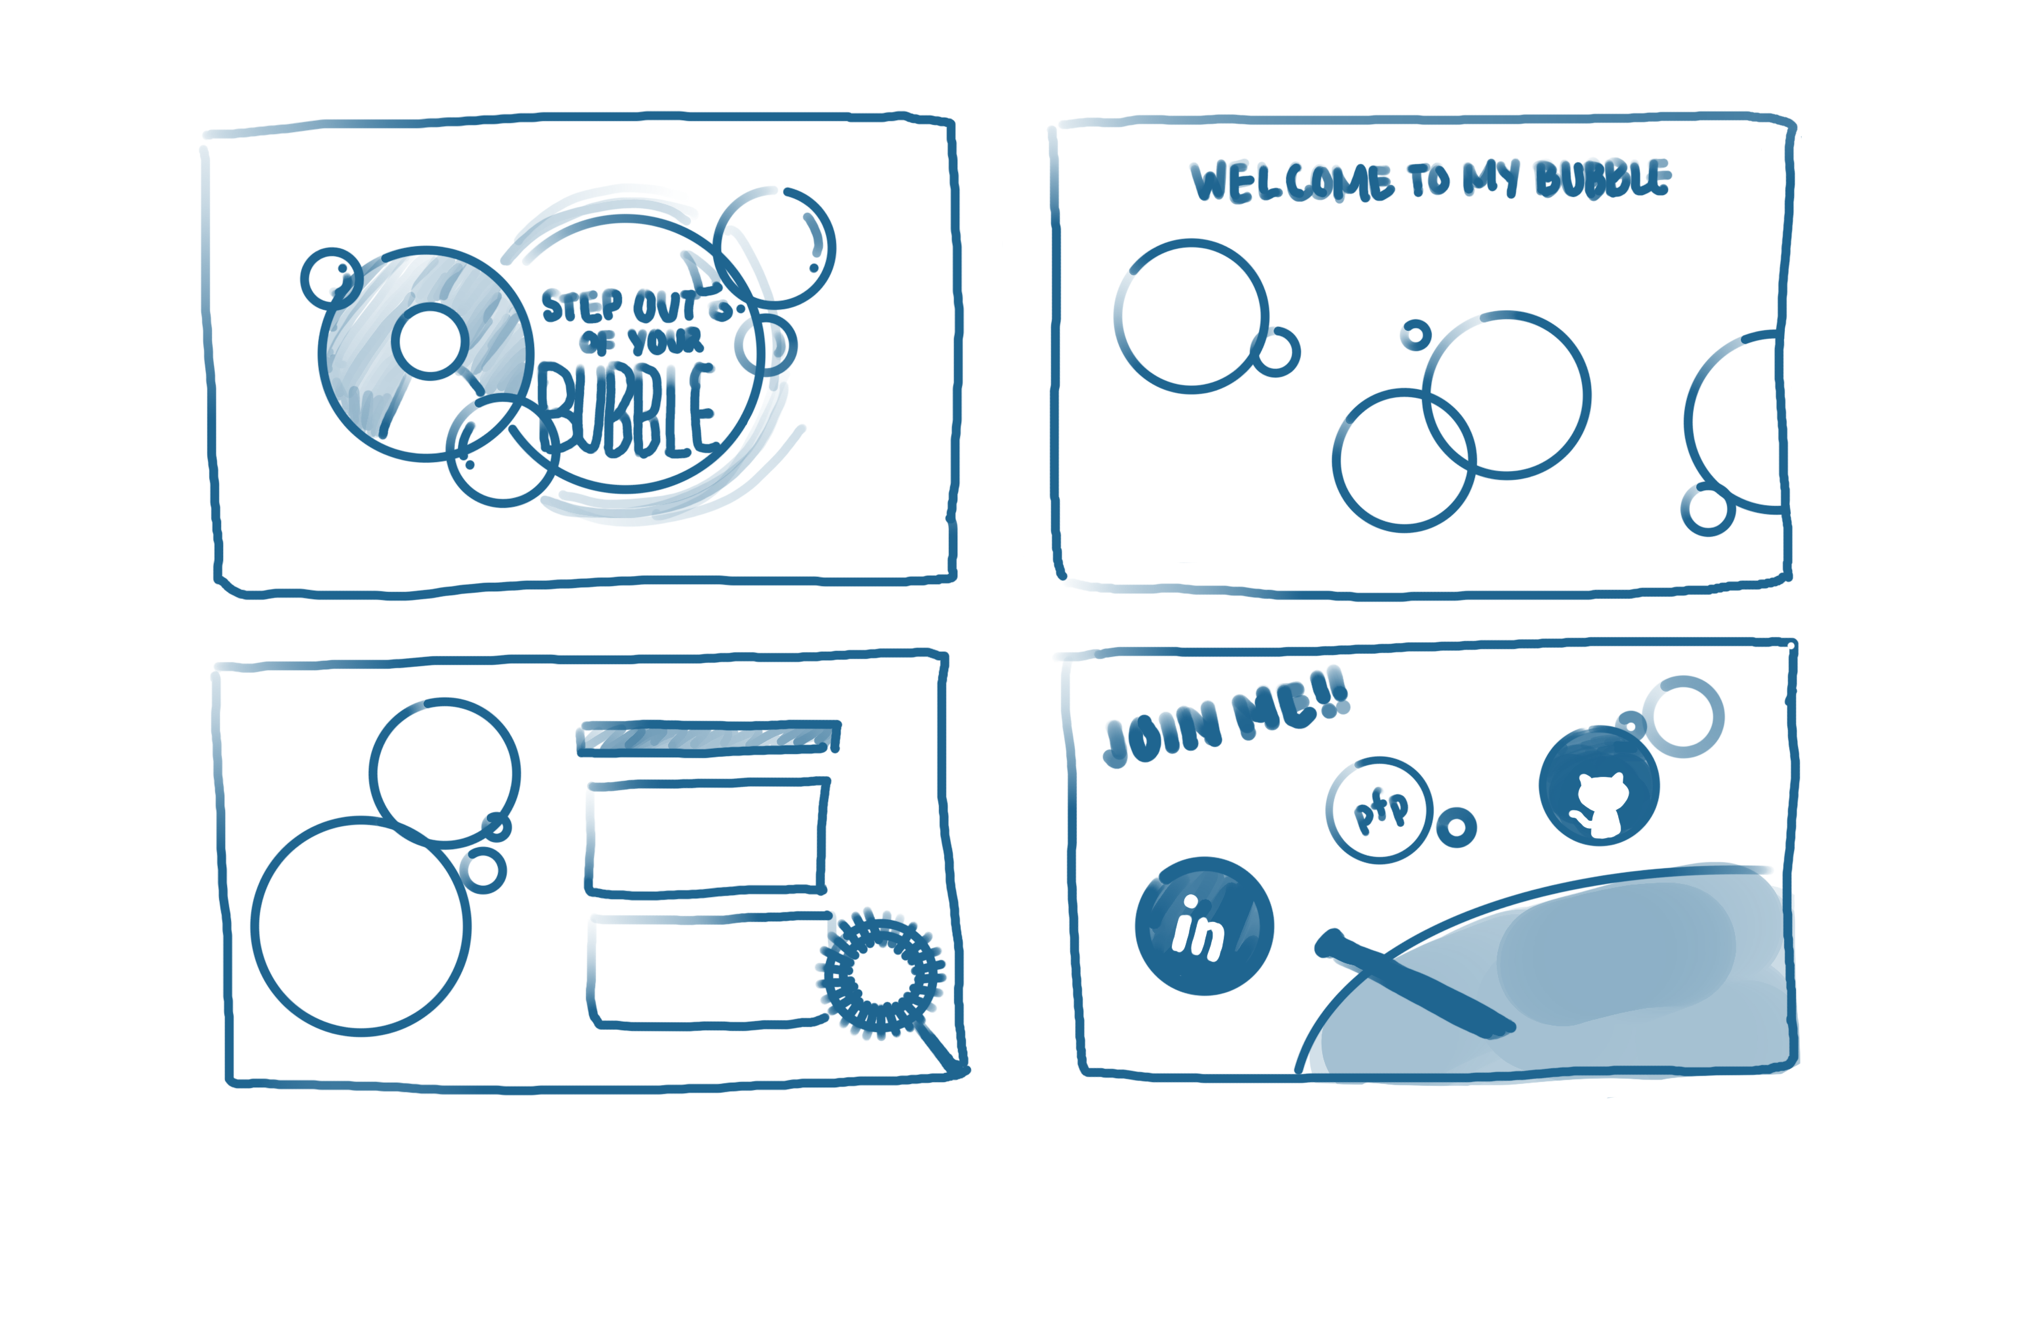 STEP OUT
OF YOUR
BUBBLE
WELCOME TO MY BUBBLE
JOIN ME!!
pfp
in